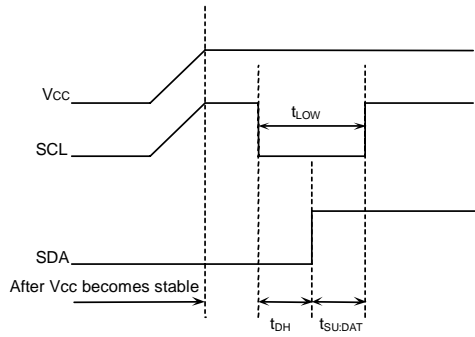 VCC
tLOW
SCL
SDA
After Vcc becomes stable
tDH
tSU:DAT